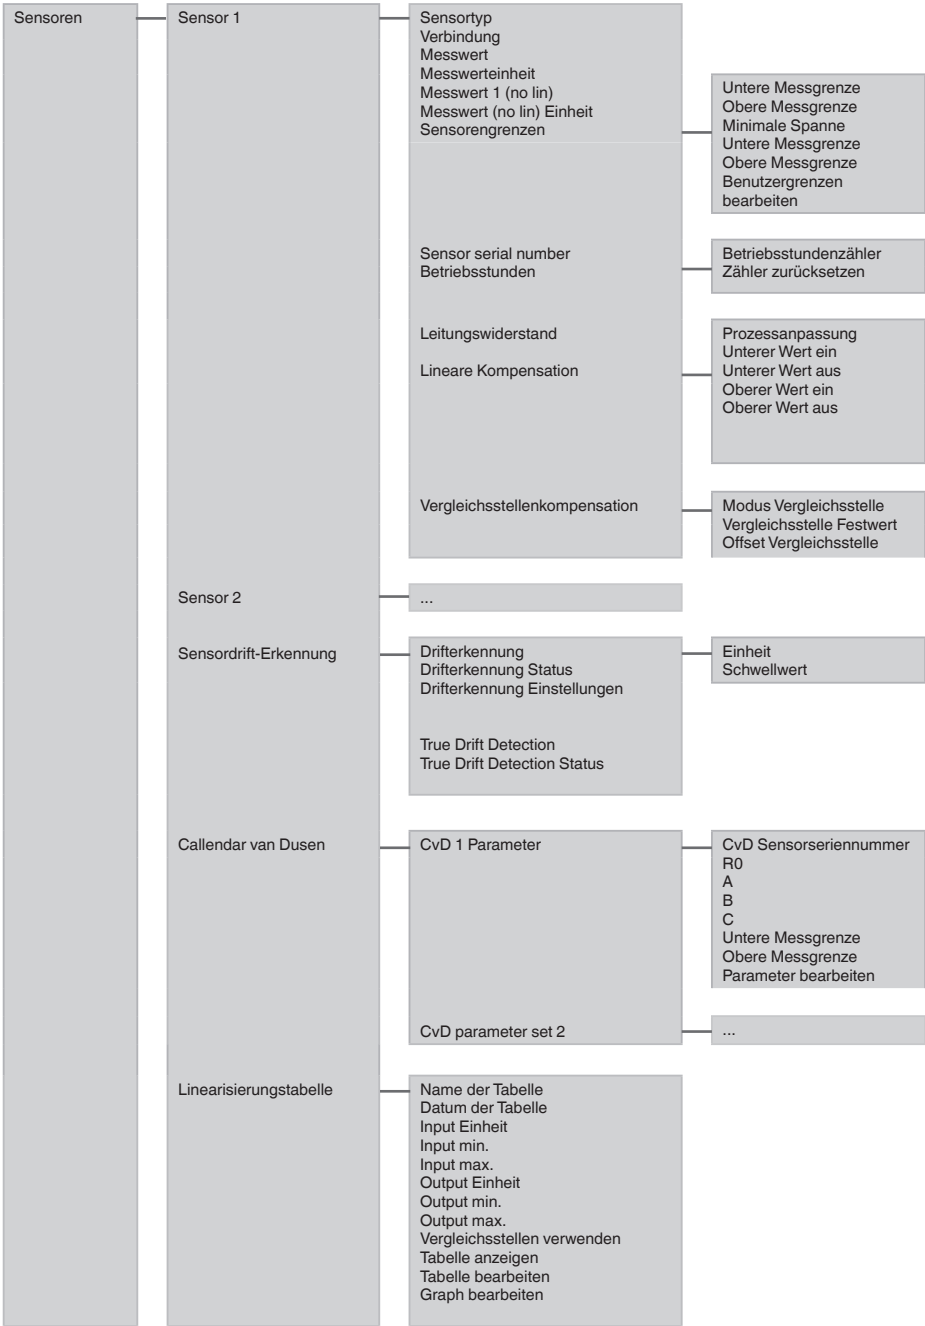 Sensoren
Sensor 1
Sensortyp
Verbindung
Messwert
Messwerteinheit
Messwert 1 (no lin)
Messwert (no lin) Einheit
Sensorengrenzen
Untere Messgrenze
Obere Messgrenze
Minimale Spanne
Untere Messgrenze
Obere Messgrenze
Benutzergrenzen
bearbeiten
Sensor serial number
Betriebsstunden
Betriebsstundenzähler
Zähler zurücksetzen
Leitungswiderstand
Lineare Kompensation
Prozessanpassung
Unterer Wert ein
Unterer Wert aus
Oberer Wert ein
Oberer Wert aus
Vergleichsstellenkompensation
Modus Vergleichsstelle
Vergleichsstelle Festwert
Offset Vergleichsstelle
Sensor 2
...
Sensordrift-Erkennung
Drifterkennung
Drifterkennung Status
Drifterkennung Einstellungen
True Drift Detection
True Drift Detection Status
Einheit
Schwellwert
Callendar van Dusen
CvD 1 Parameter
CvD Sensorseriennummer
R0
A
B
C
Untere Messgrenze
Obere Messgrenze
Parameter bearbeiten
CvD parameter set 2
...
Linearisierungstabelle
Name der Tabelle
Datum der Tabelle
Input Einheit
Input min.
Input max.
Output Einheit
Output min.
Output max.
Vergleichsstellen verwenden
Tabelle anzeigen
Tabelle bearbeiten
Graph bearbeiten